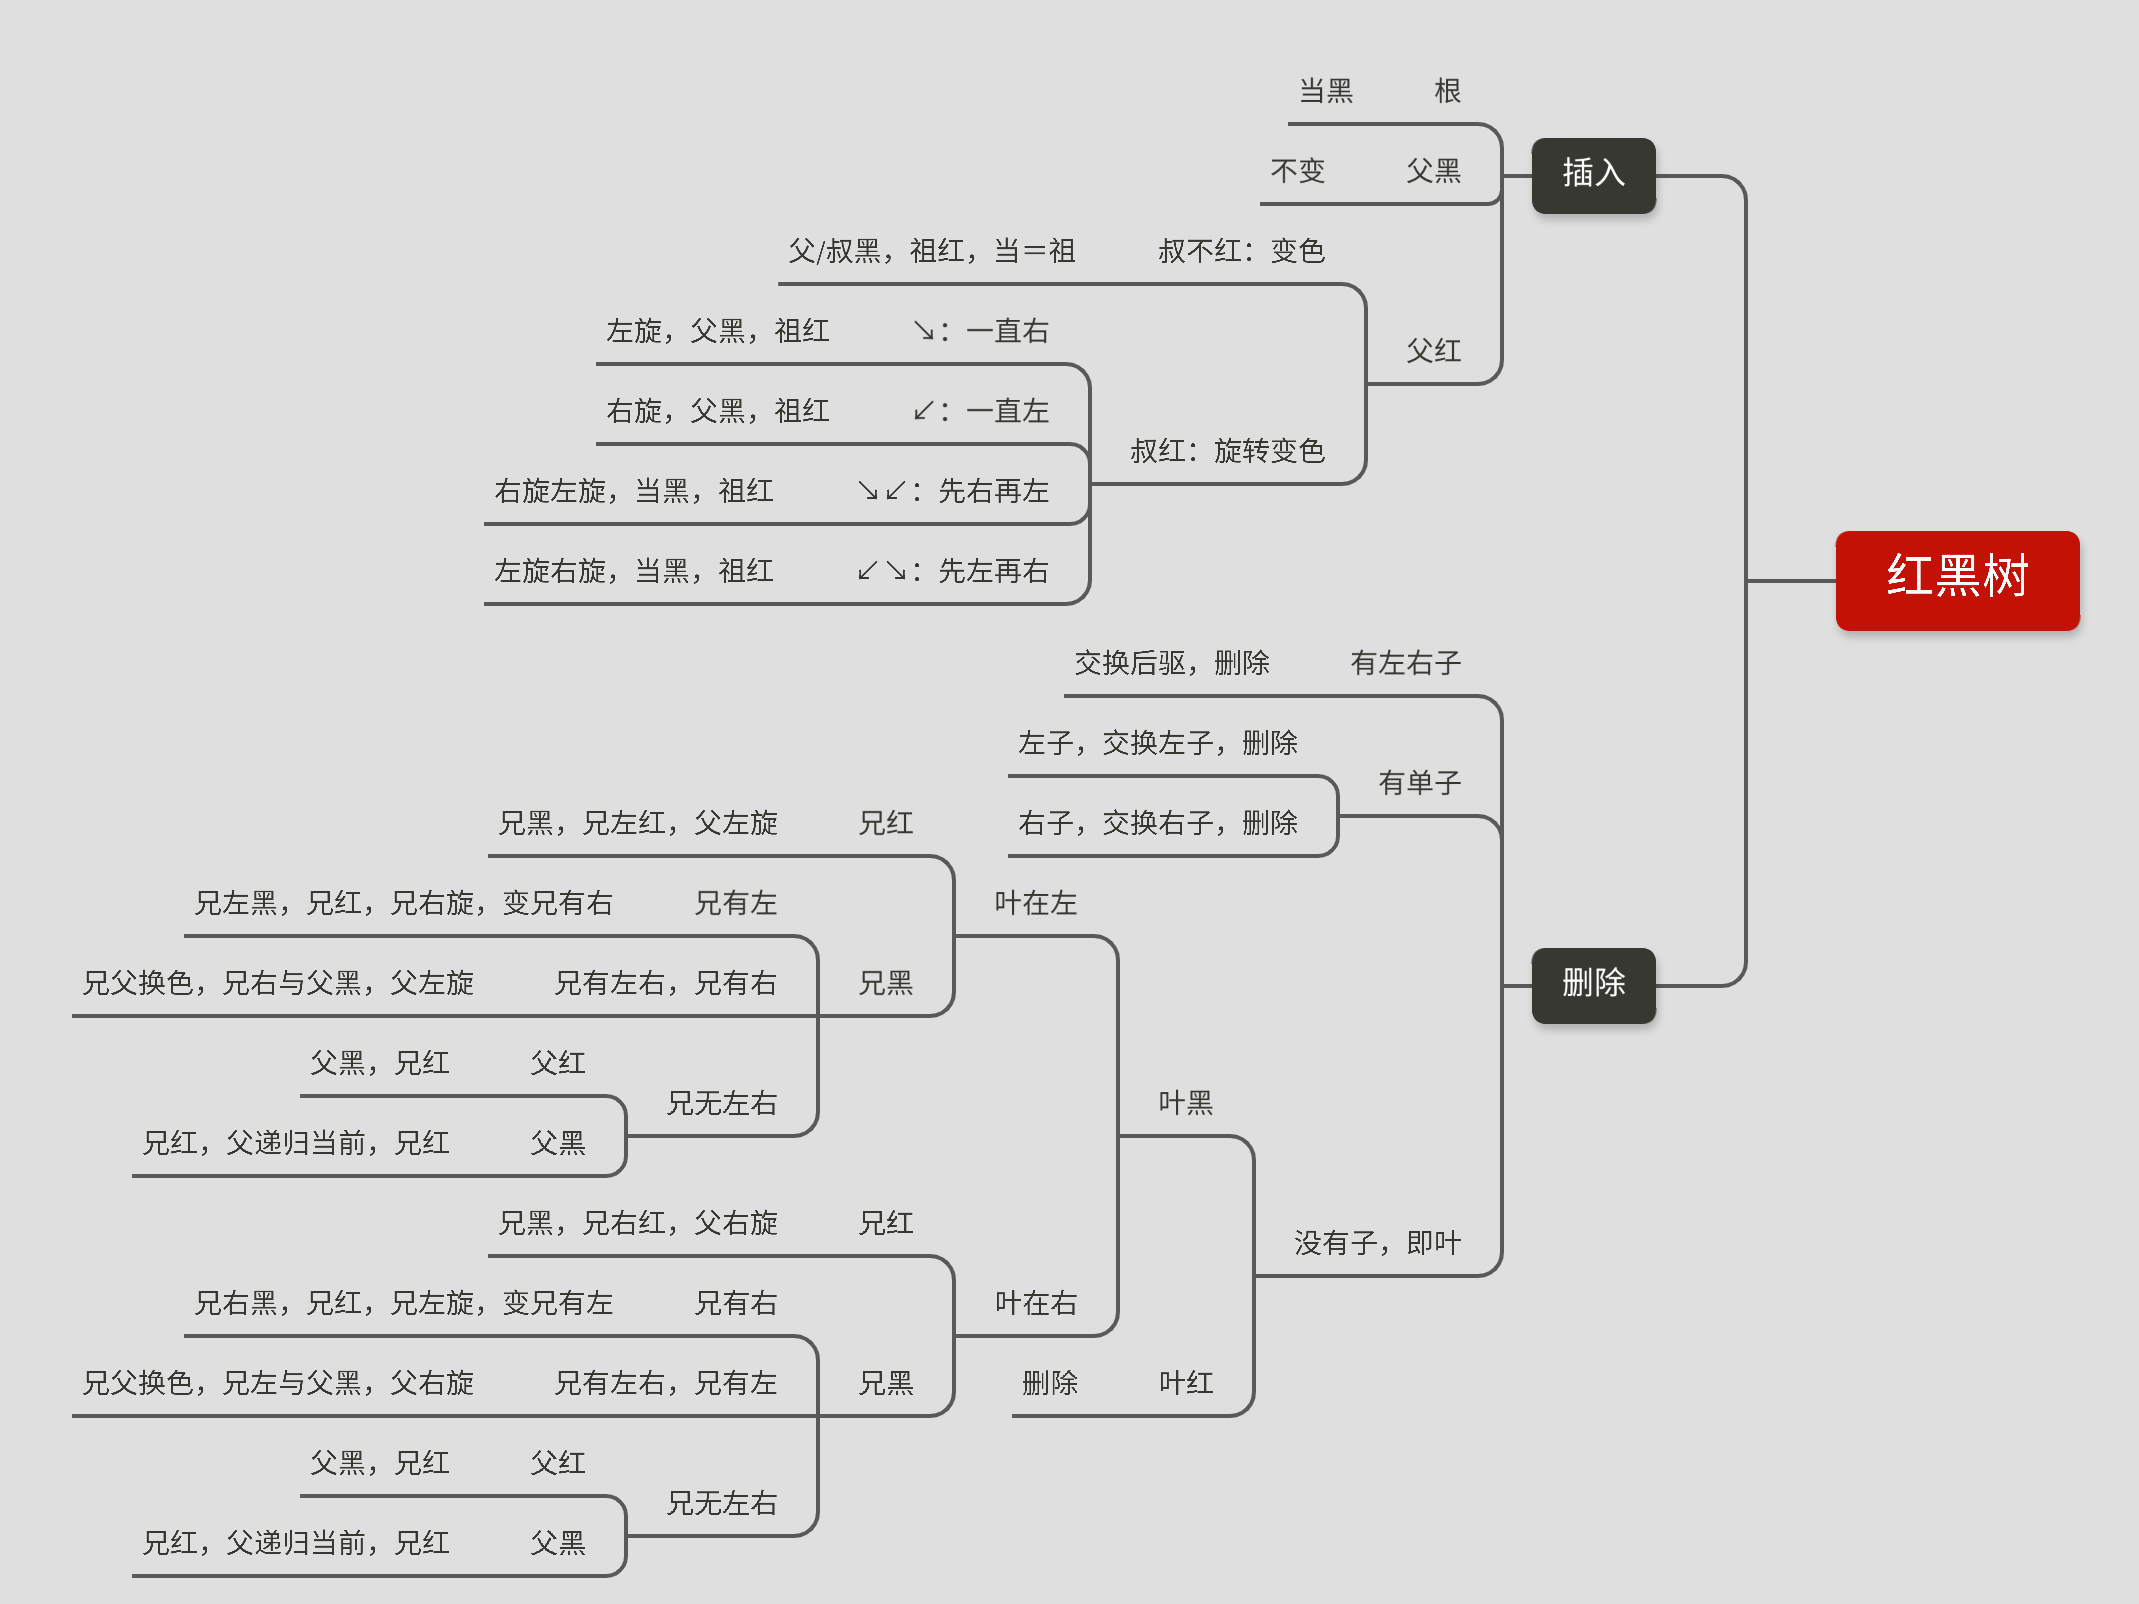 红黑树
插入
根 当黑
父黑 不变
父红
叔不红：变色 父/叔黑，祖红，当＝祖
叔红：旋转变色
↘：一直右 左旋，父黑，祖红
↙：一直左 右旋，父黑，祖红
↘↙：先右再左 右旋左旋，当黑，祖红
↙↘：先左再右 左旋右旋，当黑，祖红
删除
有左右子 交换后驱，删除
有单子
左子，交换左子，删除
右子，交换右子，删除
没有子，即叶
叶黑
叶在左
兄红 兄黑，兄左红，父左旋
兄黑
兄有左 兄左黑，兄红，兄右旋，变兄有右
兄有左右，兄有右 兄父换色，兄右与父黑，父左旋
兄无左右
父红 父黑，兄红
父黑 兄红，父递归当前，兄红
叶在右
兄红 兄黑，兄右红，父右旋
兄黑
兄有右 兄右黑，兄红，兄左旋，变兄有左
兄有左右，兄有左 兄父换色，兄左与父黑，父右旋
兄无左右
父红 父黑，兄红
父黑 兄红，父递归当前，兄红
叶红 删除